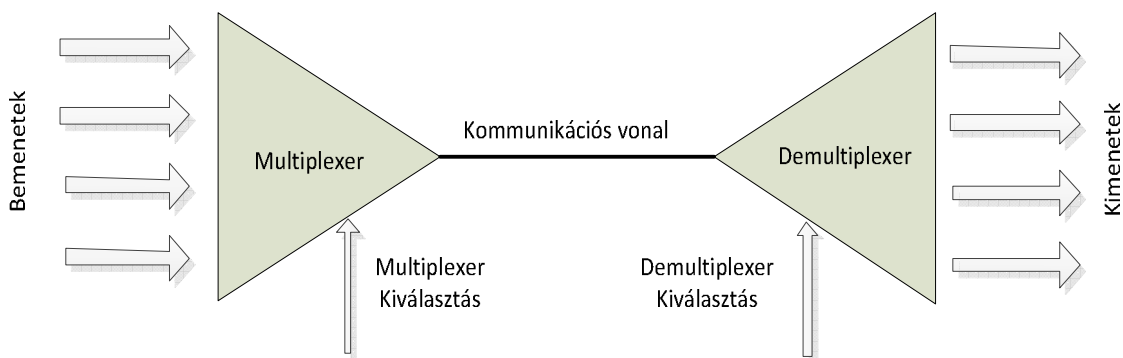 Bemenetek
Multiplexer
Kommunikációs vonal
Demultiplexer
Kimenetek
Multiplexer
Kiválasztás
Demultiplexer
Kiválasztás